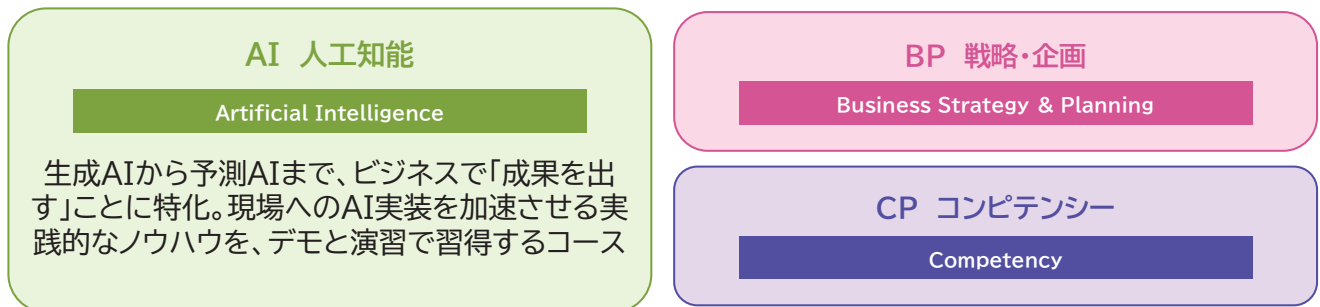 AI 人工知能
Artificial Intelligence
生成AIから予測AIまで、ビジネスで「成果を出
す」ことに特化。現場へのAI実装を加速させる実
践的なノウハウを、デモと演習で習得するコース
BP 戦略・企画
Business Strategy & Planning
CP コンピテンシー
Competency